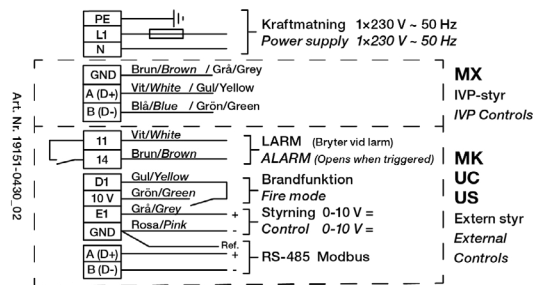 PE
L1
N
Kraftmatning 1×230 V ~ 50 Hz
Power supply 1×230 V ~ 50 Hz
GND Brun/Brown / Grå/Grey
A (D+) Vit/White / Gul/Yellow
B (D-) Blå/Blue / Grön/Green
MX
IVP-styr
IVP Controls
Art. Nr. 19151-0430_02
11 Vit/White
14 Brun/Brown
LARM (Bryter vid larm)
ALARM (Opens when triggered)
D1 Gul/Yellow
10 V Grön/Green
Brandfunktion
Fire mode
E1 Grå/Grey +
GND Rosa/Pink -
Styrning 0-10 V =
Control 0-10 V =
Ref.
A (D+) +
B (D-) -
RS-485 Modbus
MK
UC
US
Extern styr
External
Controls